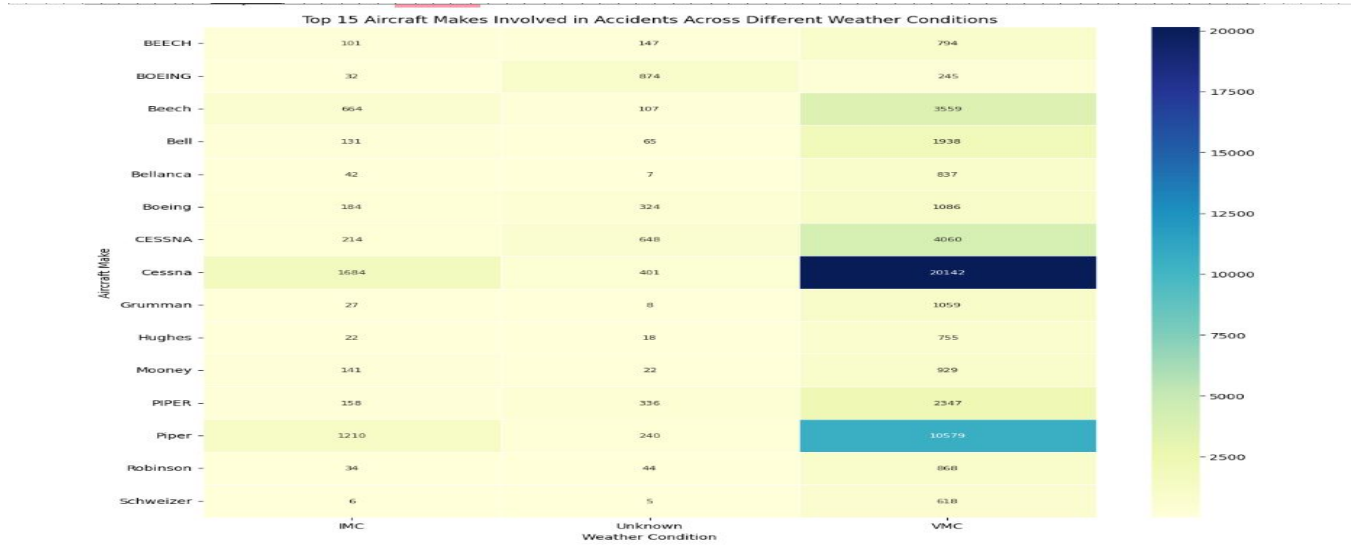 Top 15 Aircraft Makes Involved in Accidents Across Different Weather Conditions
BEECH 101 147 794
BOEING 32 874 245
Beech 664 107 3559
Bell 131 65 1938
Bellanca 42 7 837
Boeing 184 324 1086
CESSNA 214 648 4060
Cessna 1684 401 20142
Grumman 27 8 1059
Hughes 22 18 755
Mooney 141 22 929
PIPER 158 336 2347
Piper 1210 240 10579
Robinson 34 44 868
Schweizer 6 5 618
Aircraft Make
IMC Unknown VMC
Weather Condition
20000
17500
15000
12500
10000
7500
5000
2500